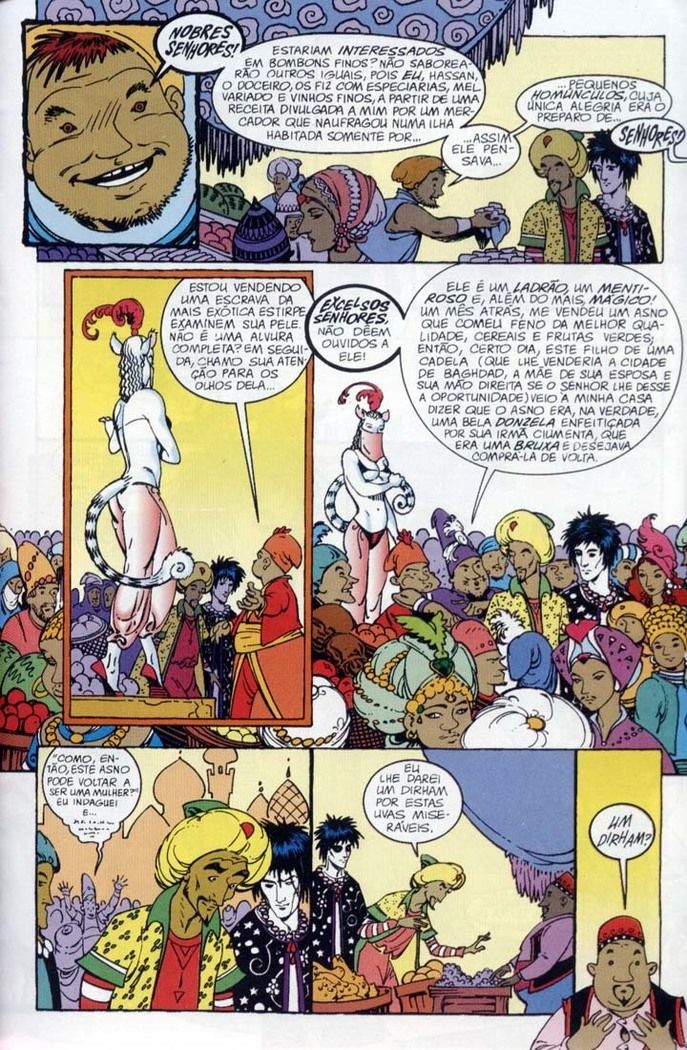 NOBRES
SENHORES!
ESTARIAM INTERESSADOS
EM BOMBONS FINOS? NÃO SABOREA-
RÃO OUTROS IGUAIS, POIS EU, HASSAN,
O DOCEIRO, OS FIZ COM ESPECIARIAS, MEL
VARIADO E VINHOS FINOS, A PARTIR DE UMA
RECEITA DIVULGADA A MIM POR UM MER-
CADOR QUE NAUFRAGOU NUMA ILHA
HABITADA SOMENTE POR...
...ASSIM
ELE PEN-
SAVA...
...PEQUENOS
HOMÚNCULOS, CUJA
ÚNICA ALEGRIA ERA O
PREPARO DE...
SENHORES!
ESTOU VENDENDO
UMA ESCRAVA DA
MAIS EXÓTICA ESTIRPE.
EXAMINEM SUA PELE.
NÃO É UMA ALVURA
COMPLETA? EM SEGUI-
DA, CHAMO SUA ATEN-
ÇÃO PARA OS
OLHOS DELA...
EXCELSOS
SENHORES,
NÃO DÊEM
OUVIDOS A
ELE!
ELE É UM LADRÃO, UM MENTI-
ROSO E, ALÉM DO MAIS, MÁGICO!
UM MÊS ATRÁS, ME VENDEU UM ASNO
QUE COMEU FENO DA MELHOR QUA-
LIDADE, CEREAIS E FRUTAS VERDES;
ENTÃO, CERTO DIA, ESTE FILHO DE UMA
CADELA (QUE LHE VENDERIA A CIDADE
DE BAGHDAD, A MÃE DE SUA ESPOSA E
SUA MÃO DIREITA SE O SENHOR LHE DESSE
A OPORTUNIDADE) VEIO À MINHA CASA
DIZER QUE O ASNO ERA, NA VERDADE,
UMA BELA DONZELA ENFEITIÇADA
POR SUA IRMÃ CIUMENTA, QUE
ERA UMA BRUXA E DESEJAVA
COMPRÁ-LA DE VOLTA.
"COMO, EN-
TÃO, ESTE ASNO
PODE VOLTAR A
SER UMA MULHER?"
EU INDAGUEI
E...
EU
LHE DAREI
UM DIRHAM
POR ESTAS
UVAS MISE-
RÁVEIS.
UM
DIRHAM?